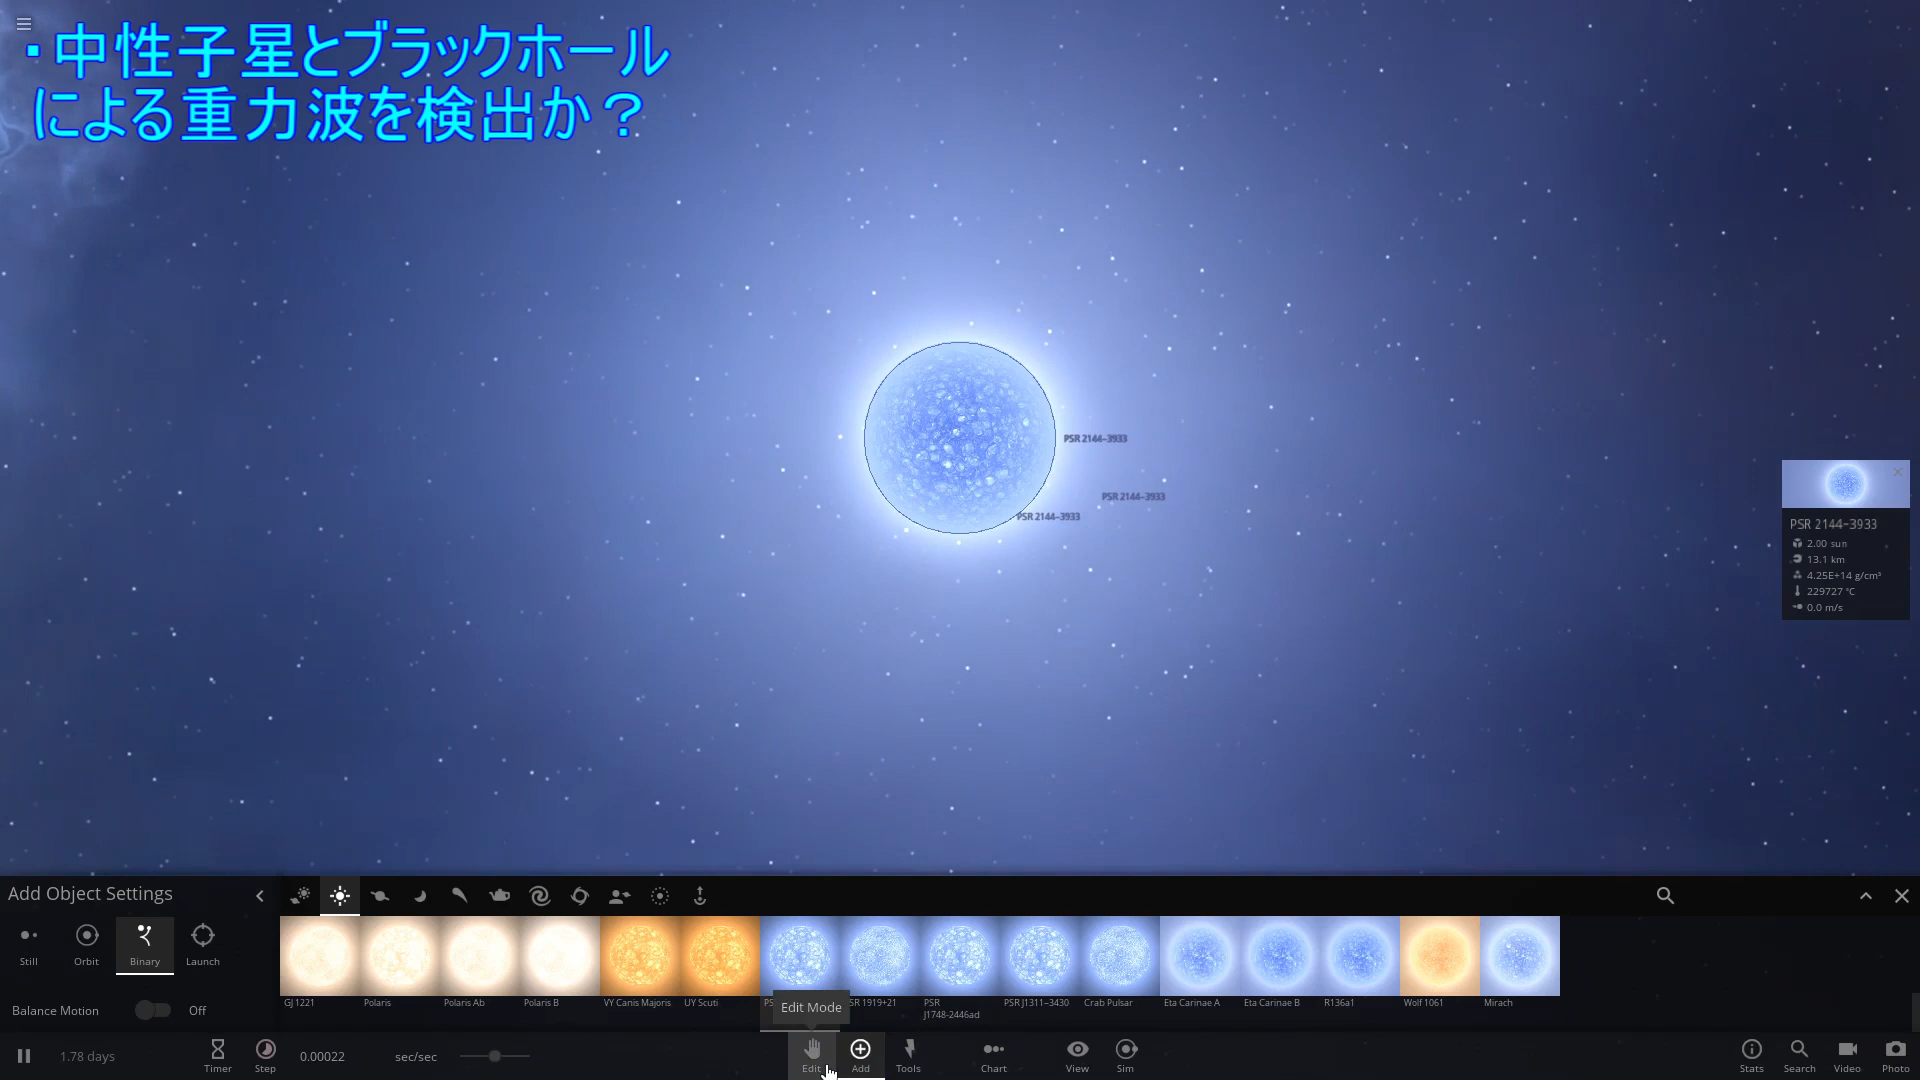 ・中性子星とブラックホール
による重力波を検出か？
PSR 2144-3933
PSR 2144-3933
PSR 2144-3933
PSR 2144-3933
2.00 sun
13.1 km
4.25E+14 g/cm³
229727 °C
0.0 m/s
Add Object Settings
Still
Orbit
Binary
Launch
Balance Motion
Off
GJ 1221
Polaris
Polaris Ab
Polaris B
VY Canis Majoris
UY Scuti
SR 1919+21
PSR
J1748-2446ad
PSR J1311-3430
Crab Pulsar
Eta Carinae A
Eta Carinae B
R136a1
Wolf 1061
Mirach
Edit Mode
1.78 days
Timer
Step
0.00022
sec/sec
Edit
Add
Tools
Chart
View
Sim
Stats
Search
Video
Photo